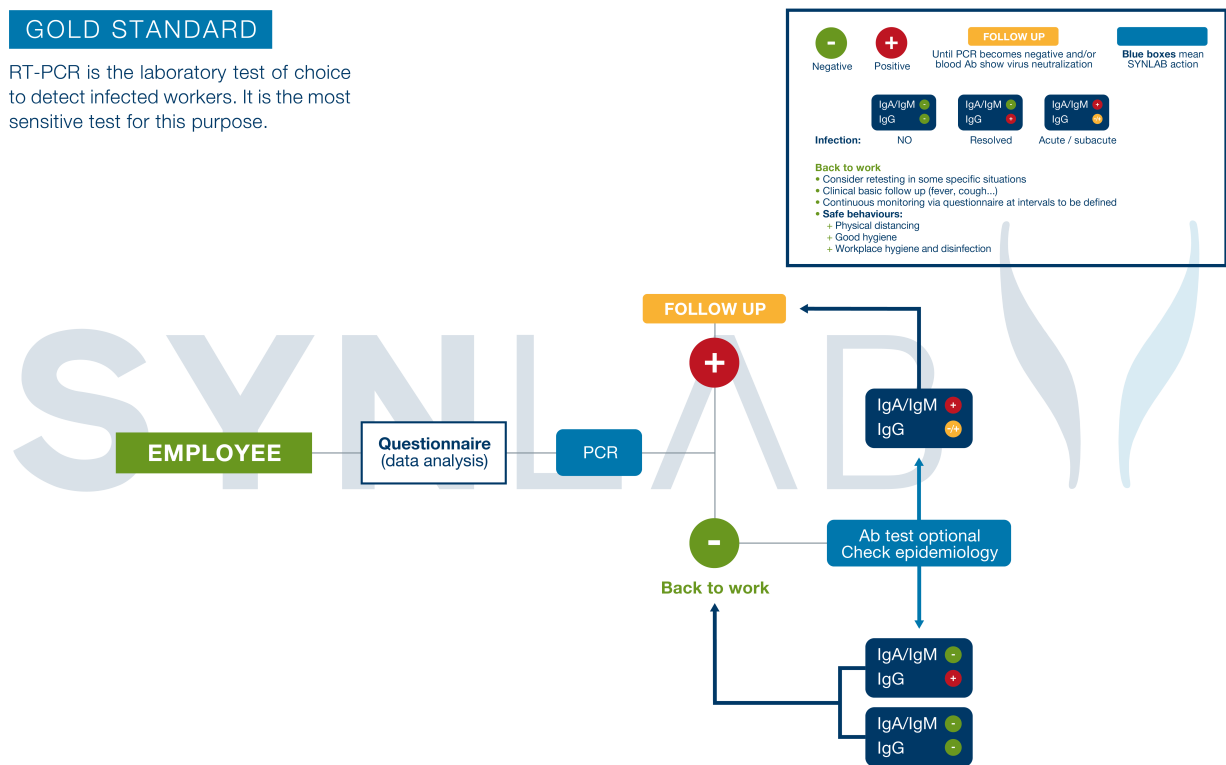 GOLD STANDARD
RT-PCR is the laboratory test of choice
to detect infected workers. It is the most
sensitive test for this purpose.
-
Negative
+
Positive
FOLLOW UP
Until PCR becomes negative and/or
blood Ab show virus neutralization
Blue boxes mean
SYNLAB action
IgA/IgM -
IgG -
IgA/IgM -
IgG +
IgA/IgM +
IgG -/+
Infection: NO Resolved Acute / subacute
Back to work
• Consider retesting in some specific situations
• Clinical basic follow up (fever, cough...)
• Continuous monitoring via questionnaire at intervals to be defined
• Safe behaviours:
+ Physical distancing
+ Good hygiene
+ Workplace hygiene and disinfection
SYNLAB
FOLLOW UP
+
IgA/IgM +
IgG -/+
EMPLOYEE
Questionnaire
(data analysis)
PCR
-
Back to work
Ab test optional
Check epidemiology
IgA/IgM -
IgG +
IgA/IgM -
IgG -